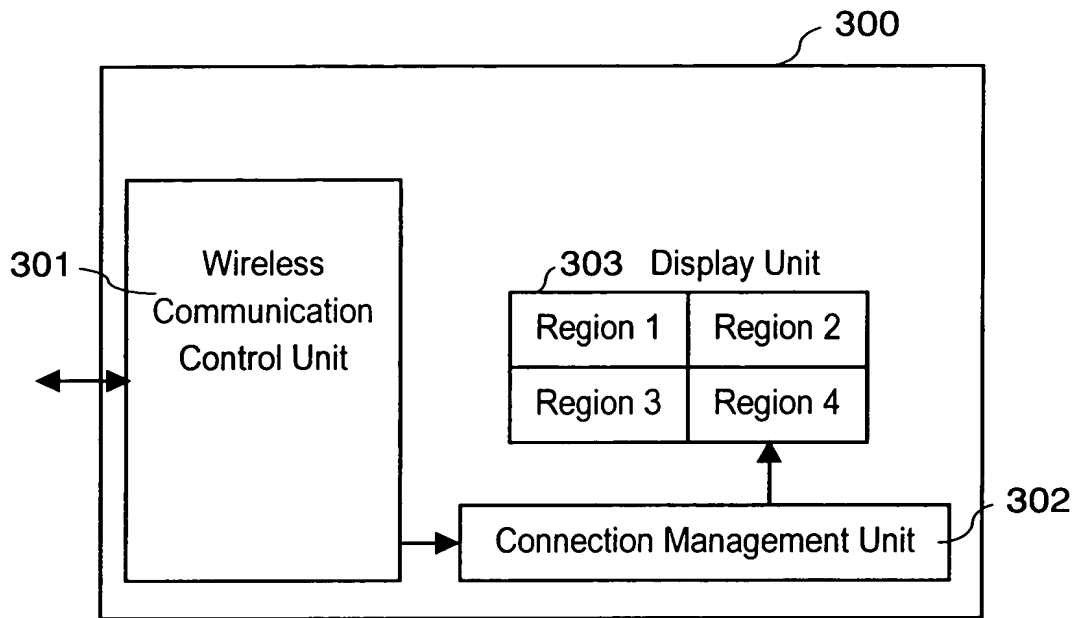 300
301
Wireless
Communication
Control Unit
303 Display Unit
Region 1 Region 2
Region 3 Region 4
302
Connection Management Unit